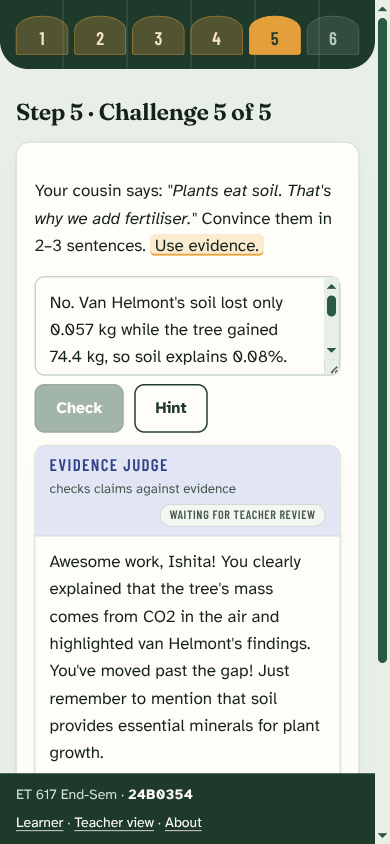 1 2 3 4 5 6
Step 5 · Challenge 5 of 5
Your cousin says: "Plants eat soil. That's
why we add fertiliser." Convince them in
2–3 sentences. Use evidence.
No. Van Helmont's soil lost only
0.057 kg while the tree gained
74.4 kg, so soil explains 0.08%.
Check Hint
EVIDENCE JUDGE
checks claims against evidence
WAITING FOR TEACHER REVIEW
Awesome work, Ishita! You clearly
explained that the tree's mass
comes from CO2 in the air and
highlighted van Helmont's findings.
You've moved past the gap! Just
remember to mention that soil
provides essential minerals for plant
growth.
ET 617 End-Sem · 24B0354
Learner · Teacher view · About